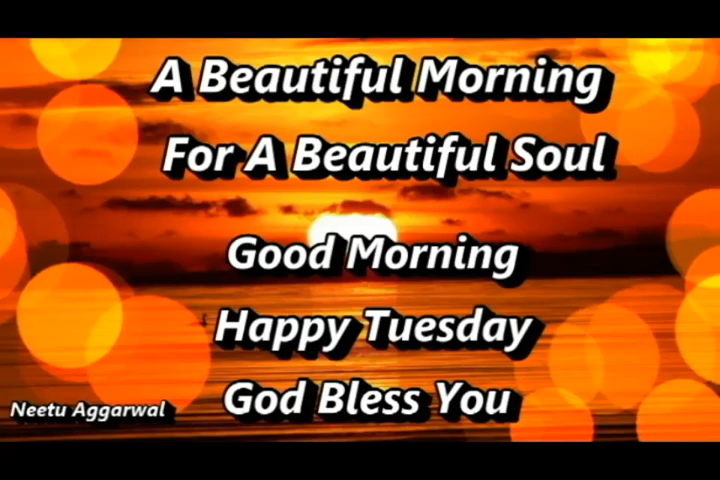 A Beautiful Morning
For A Beautiful Soul
Good Morning
Happy Tuesday
God Bless You
Neetu Aggarwal